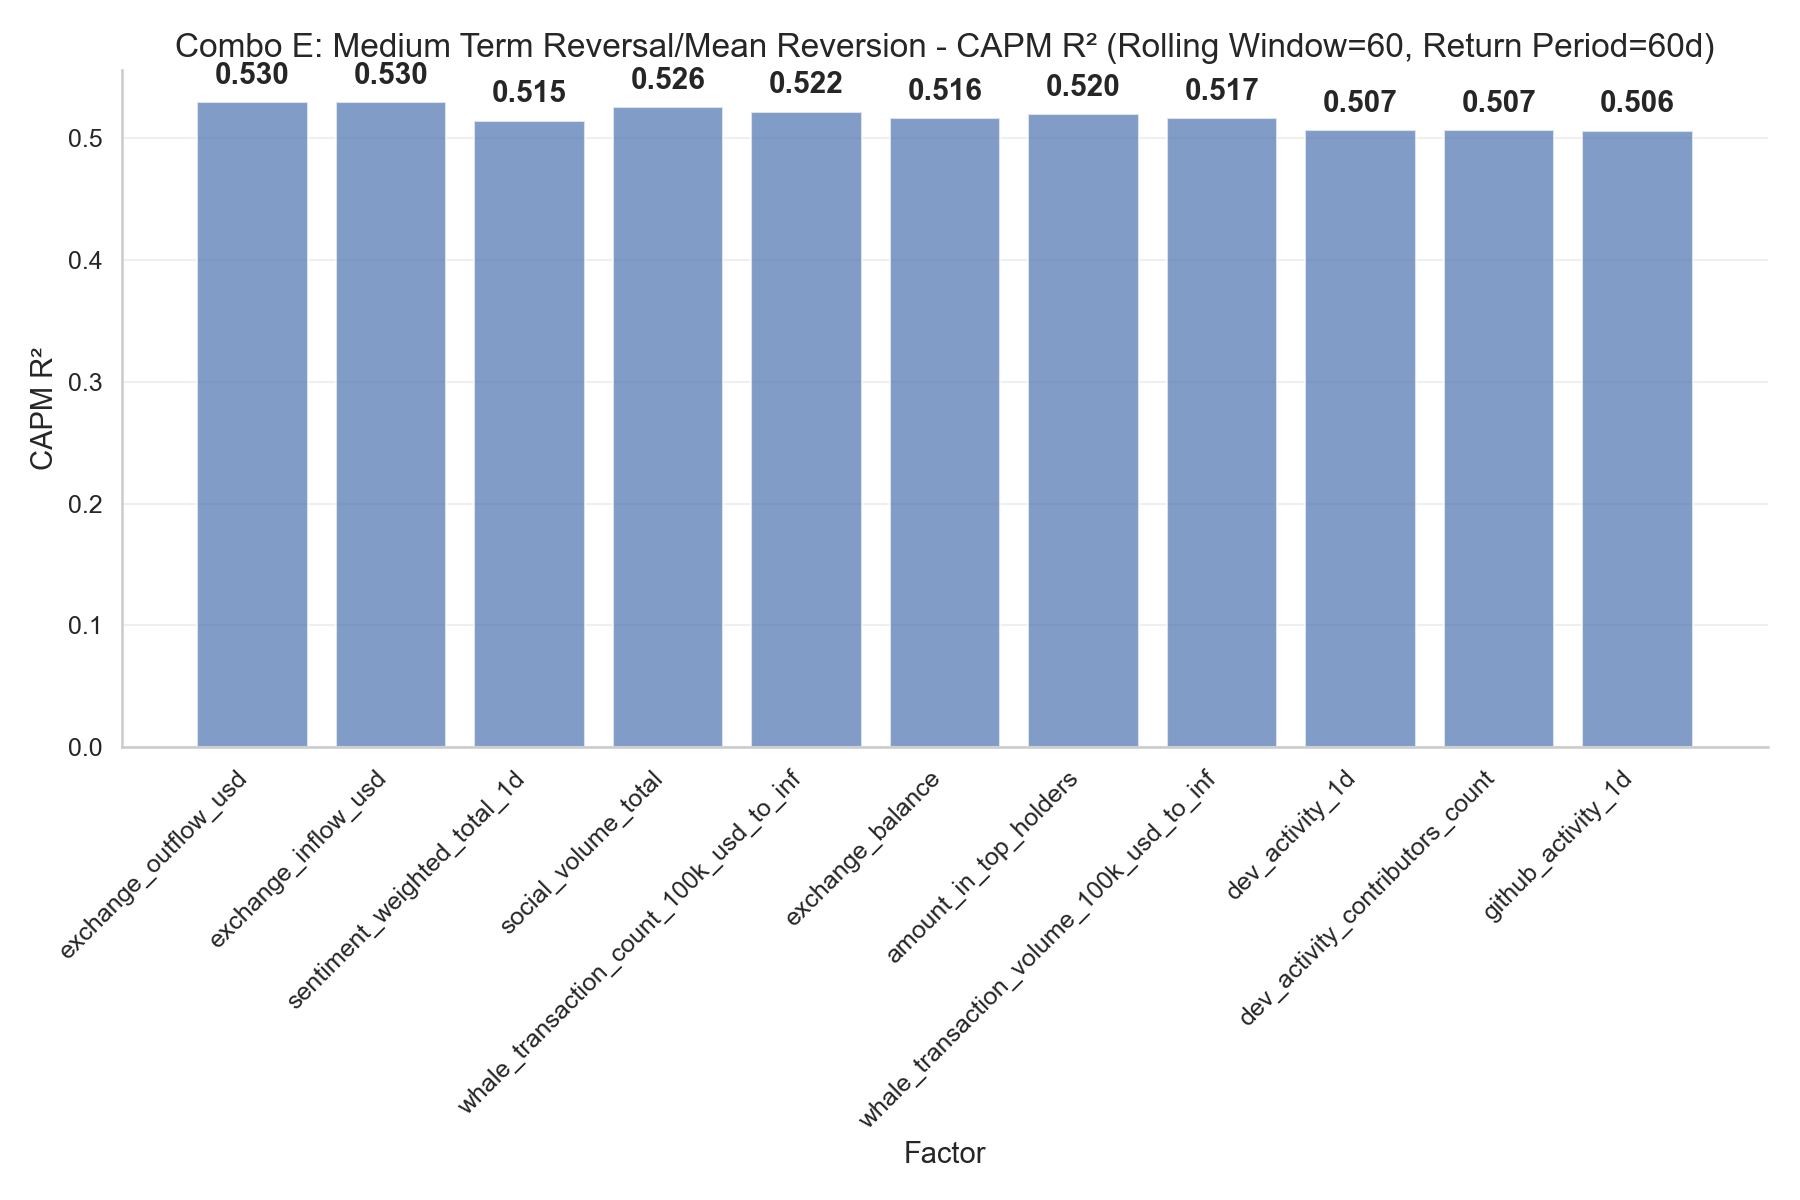 Combo E: Medium Term Reversal/Mean Reversion - CAPM R² (Rolling Window=60, Return Period=60d)
0.530 0.530 0.515 0.526 0.522 0.516 0.520 0.517 0.507 0.507 0.506
CAPM R²
0.5
0.4
0.3
0.2
0.1
0.0
exchange_outflow_usd
exchange_inflow_usd
sentiment_weighted_total_1d
social_volume_total
whale_transaction_count_100k_usd_to_inf
exchange_balance
amount_in_top_holders
whale_transaction_volume_100k_usd_to_inf
dev_activity_1d
dev_activity_contributors_count
github_activity_1d
Factor